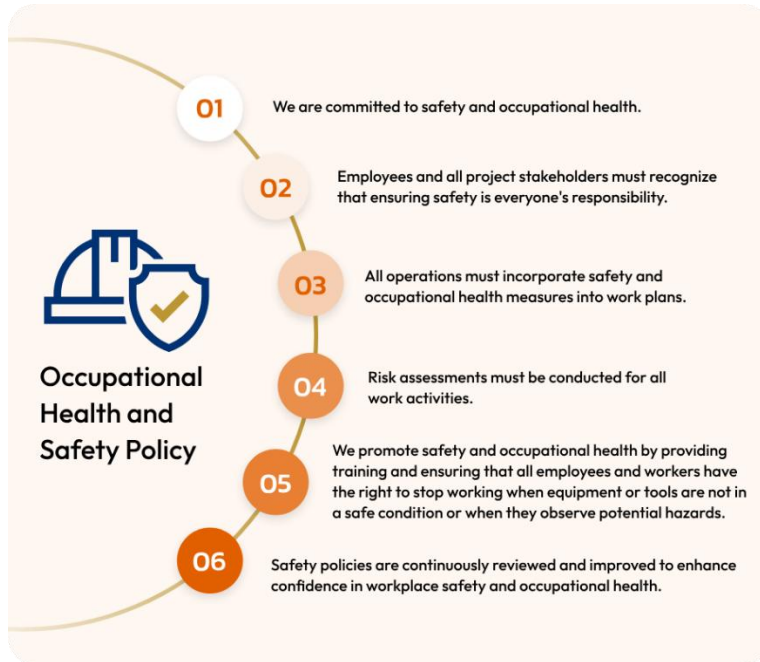 Occupational
Health and
Safety Policy
01
We are committed to safety and occupational health.
02
Employees and all project stakeholders must recognize
that ensuring safety is everyone's responsibility.
03
All operations must incorporate safety and
occupational health measures into work plans.
04
Risk assessments must be conducted for all
work activities.
05
We promote safety and occupational health by providing
training and ensuring that all employees and workers have
the right to stop working when equipment or tools are not in
a safe condition or when they observe potential hazards.
06
Safety policies are continuously reviewed and improved to enhance
confidence in workplace safety and occupational health.